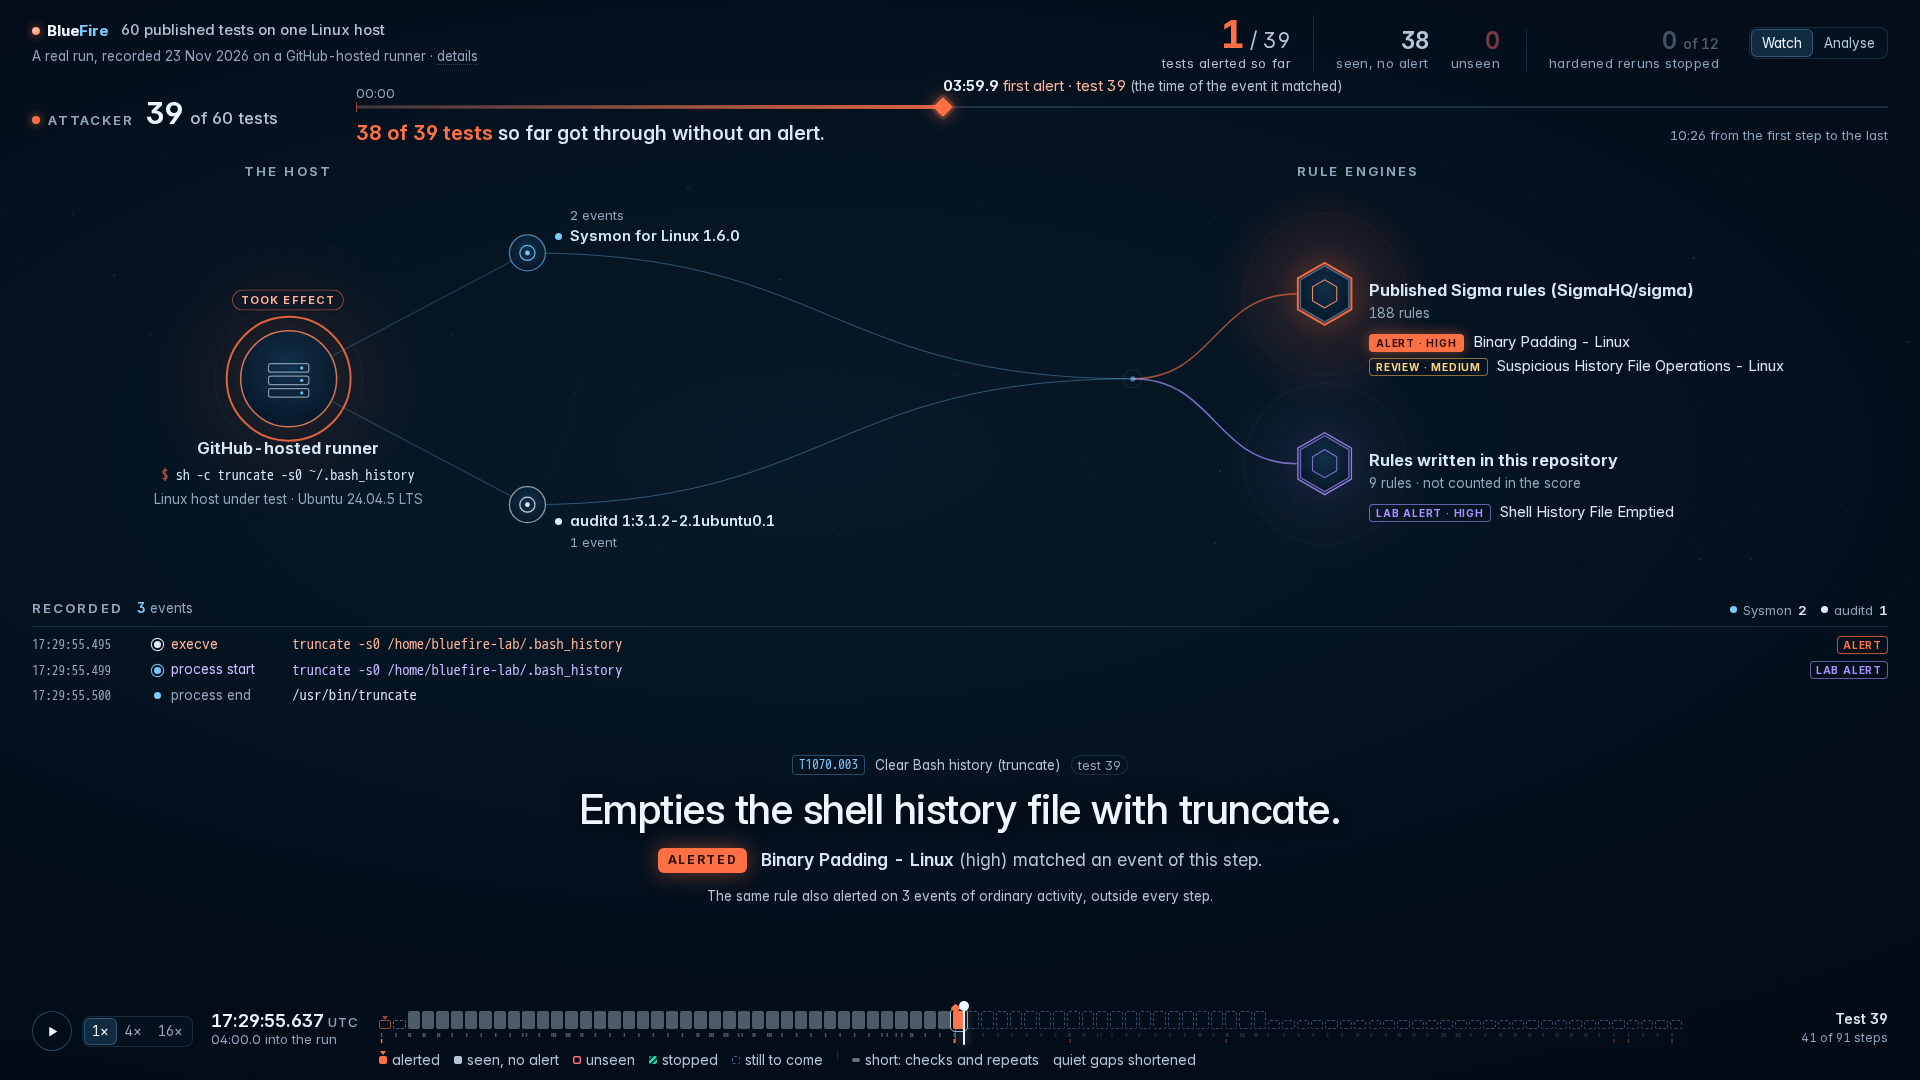 BlueFire 60 published tests on one Linux host
A real run, recorded 23 Nov 2026 on a GitHub-hosted runner · details
1 / 39
tests alerted so far
38
seen, no alert
0
unseen
0 of 12
hardened reruns stopped
Watch
Analyse
ATTACKER 39 of 60 tests
00:00
03:59.9 first alert · test 39 (the time of the event it matched)
38 of 39 tests so far got through without an alert.
10:26 from the first step to the last
THE HOST
RULE ENGINES
2 events
Sysmon for Linux 1.6.0
TOOK EFFECT
GitHub-hosted runner
$ sh -c truncate -s0 ~/.bash_history
Linux host under test · Ubuntu 24.04.5 LTS
auditd 1:3.1.2-2.1ubuntu0.1
1 event
Published Sigma rules (SigmaHQ/sigma)
188 rules
ALERT · HIGH Binary Padding - Linux
REVIEW · MEDIUM Suspicious History File Operations - Linux
Rules written in this repository
9 rules · not counted in the score
LAB ALERT · HIGH Shell History File Emptied
RECORDED 3 events
Sysmon 2 auditd 1
17:29:55.495 execve truncate -s0 /home/bluefire-lab/.bash_history ALERT
17:29:55.499 process start truncate -s0 /home/bluefire-lab/.bash_history LAB ALERT
17:29:55.500 process end /usr/bin/truncate
T1070.003 Clear Bash history (truncate) test 39
Empties the shell history file with truncate.
ALERTED Binary Padding - Linux (high) matched an event of this step.
The same rule also alerted on 3 events of ordinary activity, outside every step.
1× 4× 16×
17:29:55.637 UTC
04:00.0 into the run
Test 39
41 of 91 steps
alerted seen, no alert unseen stopped still to come short: checks and repeats quiet gaps shortened